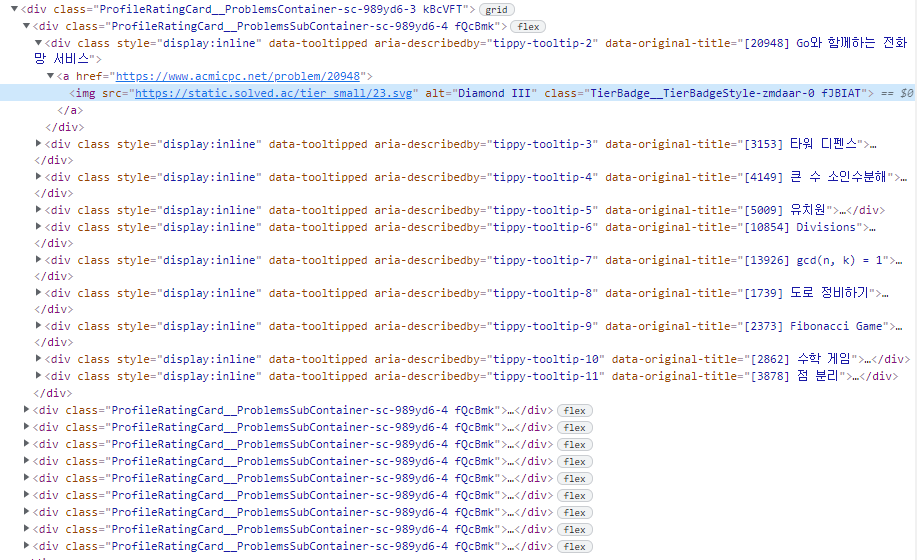 ▼<div class="ProfileRatingCard__ProblemsContainer-sc-989yd6-3 kBcVFT"> grid
▼<div class="ProfileRatingCard__ProblemsSubContainer-sc-989yd6-4 fQcBmk"> flex
▼<div class style="display:inline" data-tooltipped aria-describedby="tippy-tooltip-2" data-original-title="[20948] Go와 함께하는 전화
망 서비스">
▼<a href="https://www.acmicpc.net/problem/20948">
<img src="https://static.solved.ac/tier_small/23.svg" alt="Diamond III" class="TierBadge__TierBadgeStyle-zmdaar-0 fJBIAT"> == $0
</a>
</div>
▶<div class style="display:inline" data-tooltipped aria-describedby="tippy-tooltip-3" data-original-title="[3153] 타워 디펜스">…
</div>
▶<div class style="display:inline" data-tooltipped aria-describedby="tippy-tooltip-4" data-original-title="[4149] 큰 수 소인수분해">…
</div>
▶<div class style="display:inline" data-tooltipped aria-describedby="tippy-tooltip-5" data-original-title="[5009] 유치원">…</div>
▶<div class style="display:inline" data-tooltipped aria-describedby="tippy-tooltip-6" data-original-title="[10854] Divisions">…
</div>
▶<div class style="display:inline" data-tooltipped aria-describedby="tippy-tooltip-7" data-original-title="[13926] gcd(n, k) = 1">…
</div>
▶<div class style="display:inline" data-tooltipped aria-describedby="tippy-tooltip-8" data-original-title="[1739] 도로 정비하기">…
</div>
▶<div class style="display:inline" data-tooltipped aria-describedby="tippy-tooltip-9" data-original-title="[2373] Fibonacci Game">…
</div>
▶<div class style="display:inline" data-tooltipped aria-describedby="tippy-tooltip-10" data-original-title="[2862] 수학 게임">…</div>
▶<div class style="display:inline" data-tooltipped aria-describedby="tippy-tooltip-11" data-original-title="[3878] 점 분리">…</div>
</div>
▶<div class="ProfileRatingCard__ProblemsSubContainer-sc-989yd6-4 fQcBmk">…</div> flex
▶<div class="ProfileRatingCard__ProblemsSubContainer-sc-989yd6-4 fQcBmk">…</div> flex
▶<div class="ProfileRatingCard__ProblemsSubContainer-sc-989yd6-4 fQcBmk">…</div> flex
▶<div class="ProfileRatingCard__ProblemsSubContainer-sc-989yd6-4 fQcBmk">…</div> flex
▶<div class="ProfileRatingCard__ProblemsSubContainer-sc-989yd6-4 fQcBmk">…</div> flex
▶<div class="ProfileRatingCard__ProblemsSubContainer-sc-989yd6-4 fQcBmk">…</div> flex
▶<div class="ProfileRatingCard__ProblemsSubContainer-sc-989yd6-4 fQcBmk">…</div> flex
▶<div class="ProfileRatingCard__ProblemsSubContainer-sc-989yd6-4 fQcBmk">…</div> flex
▶<div class="ProfileRatingCard__ProblemsSubContainer-sc-989yd6-4 fQcBmk">…</div> flex